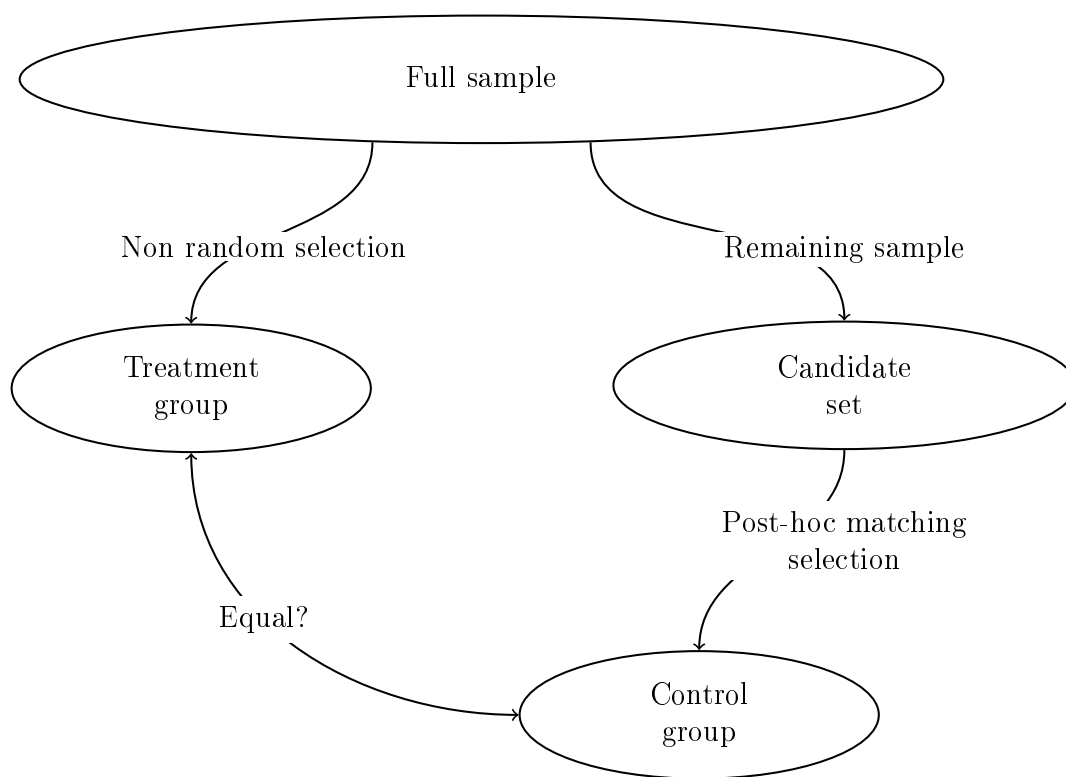 Full sample
Non random selection
Remaining sample
Treatment
group
Candidate
set
Post-hoc matching
selection
Equal?
Control
group